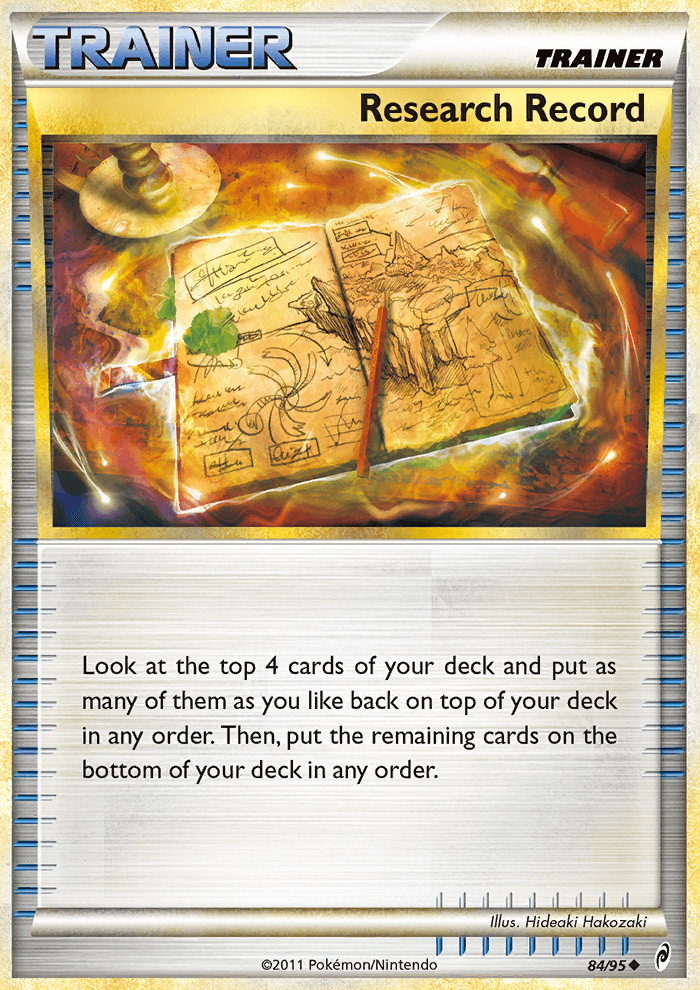 TRAINER
TRAINER
Research Record
Look at the top 4 cards of your deck and put as
many of them as you like back on top of your deck
in any order. Then, put the remaining cards on the
bottom of your deck in any order.
Illus. Hideaki Hakozaki
©2011 Pokémon/Nintendo
84/95